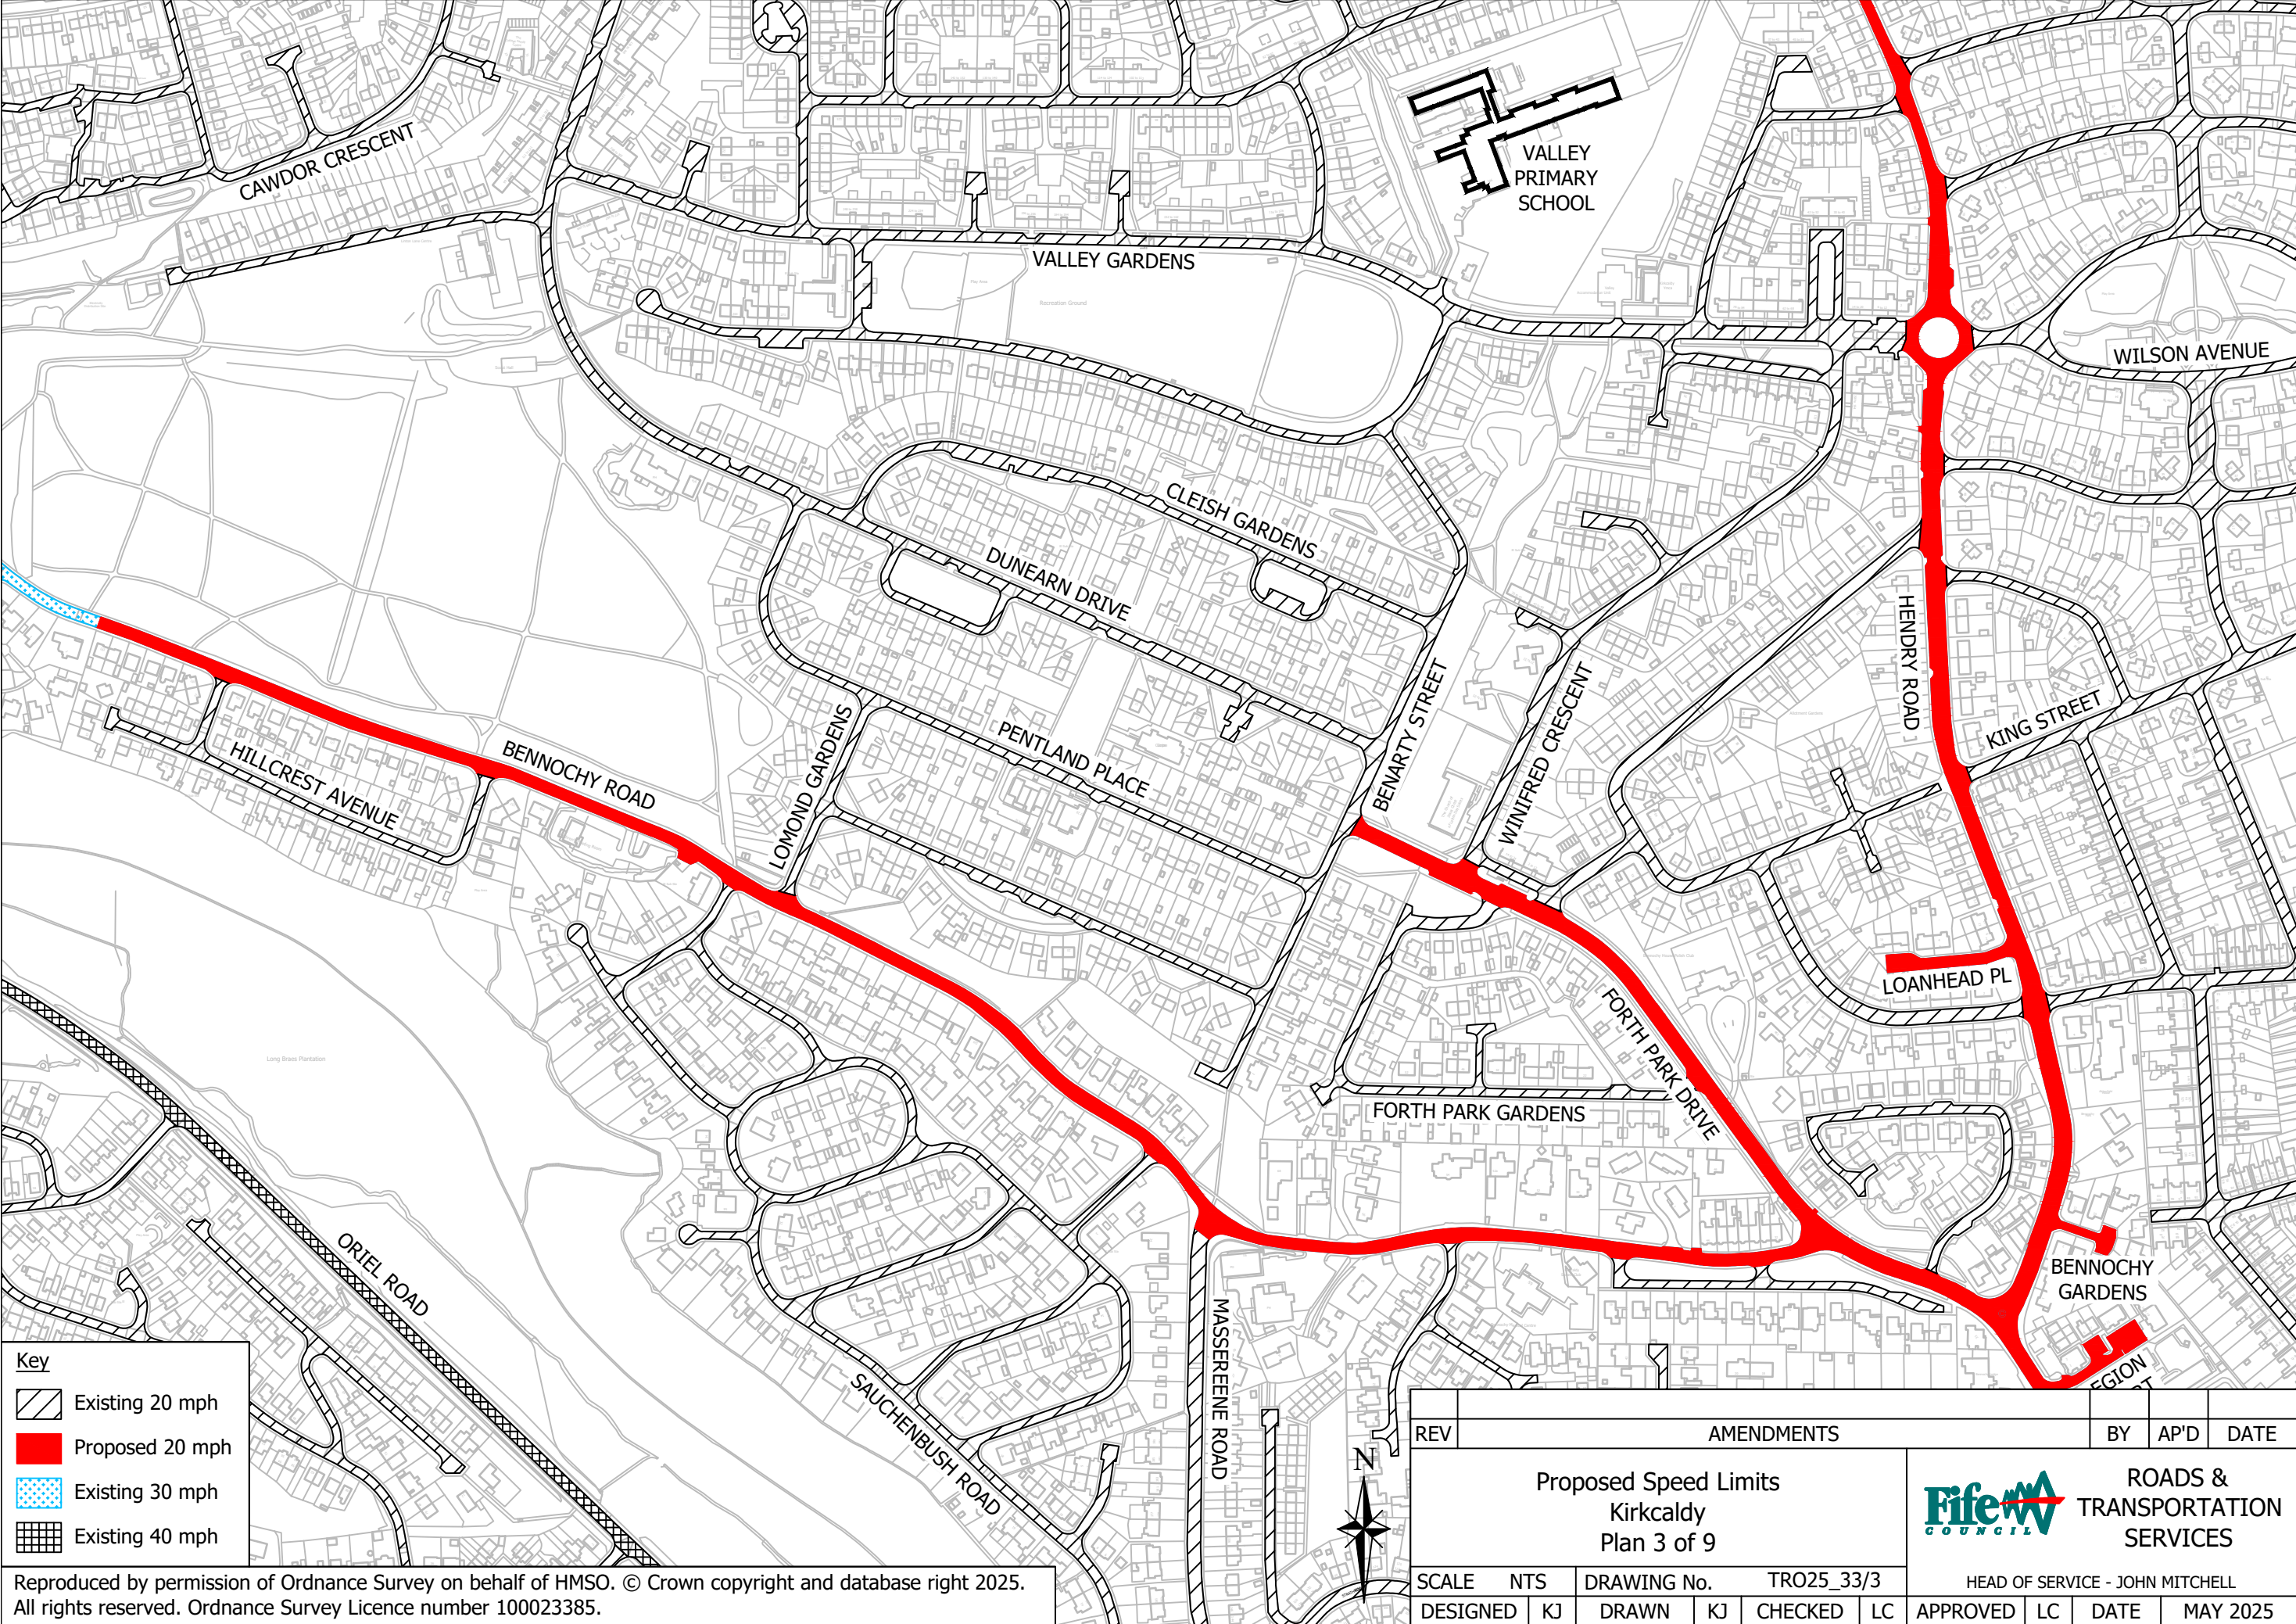 CAWDOR CRESCENT
VALLEY
PRIMARY
SCHOOL
VALLEY GARDENS
Recreation Ground
WILSON AVENUE
CLEISH GARDENS
DUNEARN DRIVE
HENDRY ROAD
BENARTY STREET
WINIFRED CRESCENT
KING STREET
PENTLAND PLACE
LOMOND GARDENS
BENNOCHY ROAD
HILLCREST AVENUE
LOANHEAD PL
FORTH PARK DRIVE
FORTH PARK GARDENS
Long Braes Plantation
ORIEL ROAD
BENNOCHY
GARDENS
MASSEREENE ROAD
SAUCHENBUSH ROAD
EGION
Key
Existing 20 mph
Proposed 20 mph
Existing 30 mph
Existing 40 mph
N
REV AMENDMENTS BY AP'D DATE
Proposed Speed Limits
Kirkcaldy
Plan 3 of 9
Fife
COUNCIL
ROADS &
TRANSPORTATION
SERVICES
SCALE NTS DRAWING No. TRO25_33/3
HEAD OF SERVICE - JOHN MITCHELL
DESIGNED KJ DRAWN KJ CHECKED LC APPROVED LC DATE MAY 2025
Reproduced by permission of Ordnance Survey on behalf of HMSO. © Crown copyright and database right 2025.
All rights reserved. Ordnance Survey Licence number 100023385.